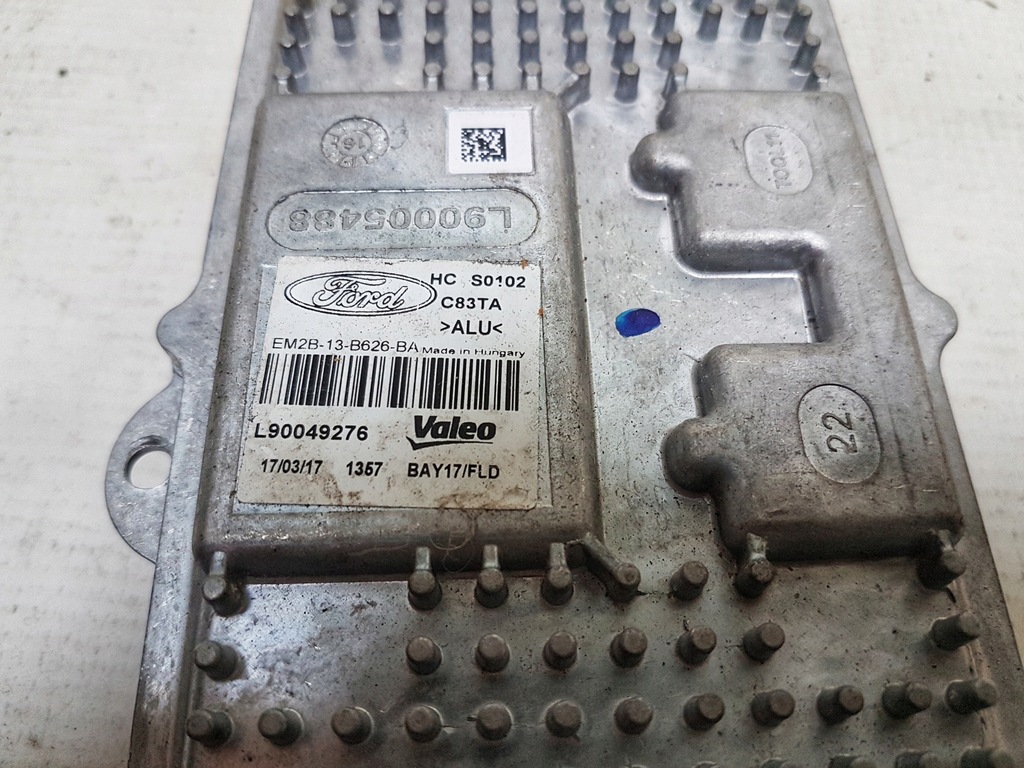 16
L90005488
Ford
HC S0102
C83TA
>ALU<
EM2B-13-B626-BA Made in Hungary
L90049276 Valeo
17/03/17 1357 BAY17/FLD
22